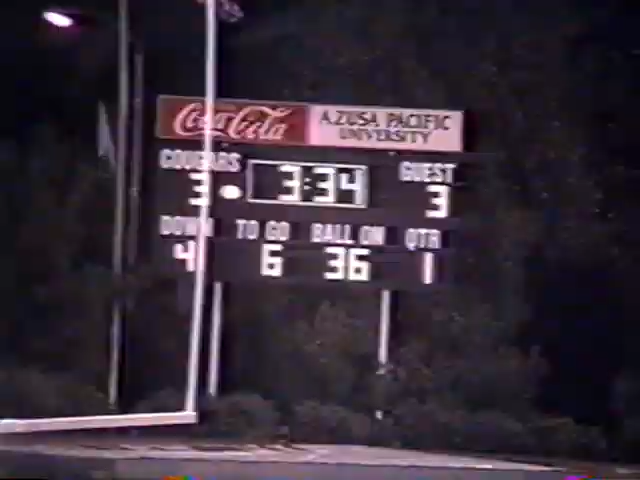 Coca-Cola
AZUSA PACIFIC
UNIVERSITY
COUGARS 3:34 GUEST
3 3
DOWN TO GO BALL ON QTR
4 6 36 1